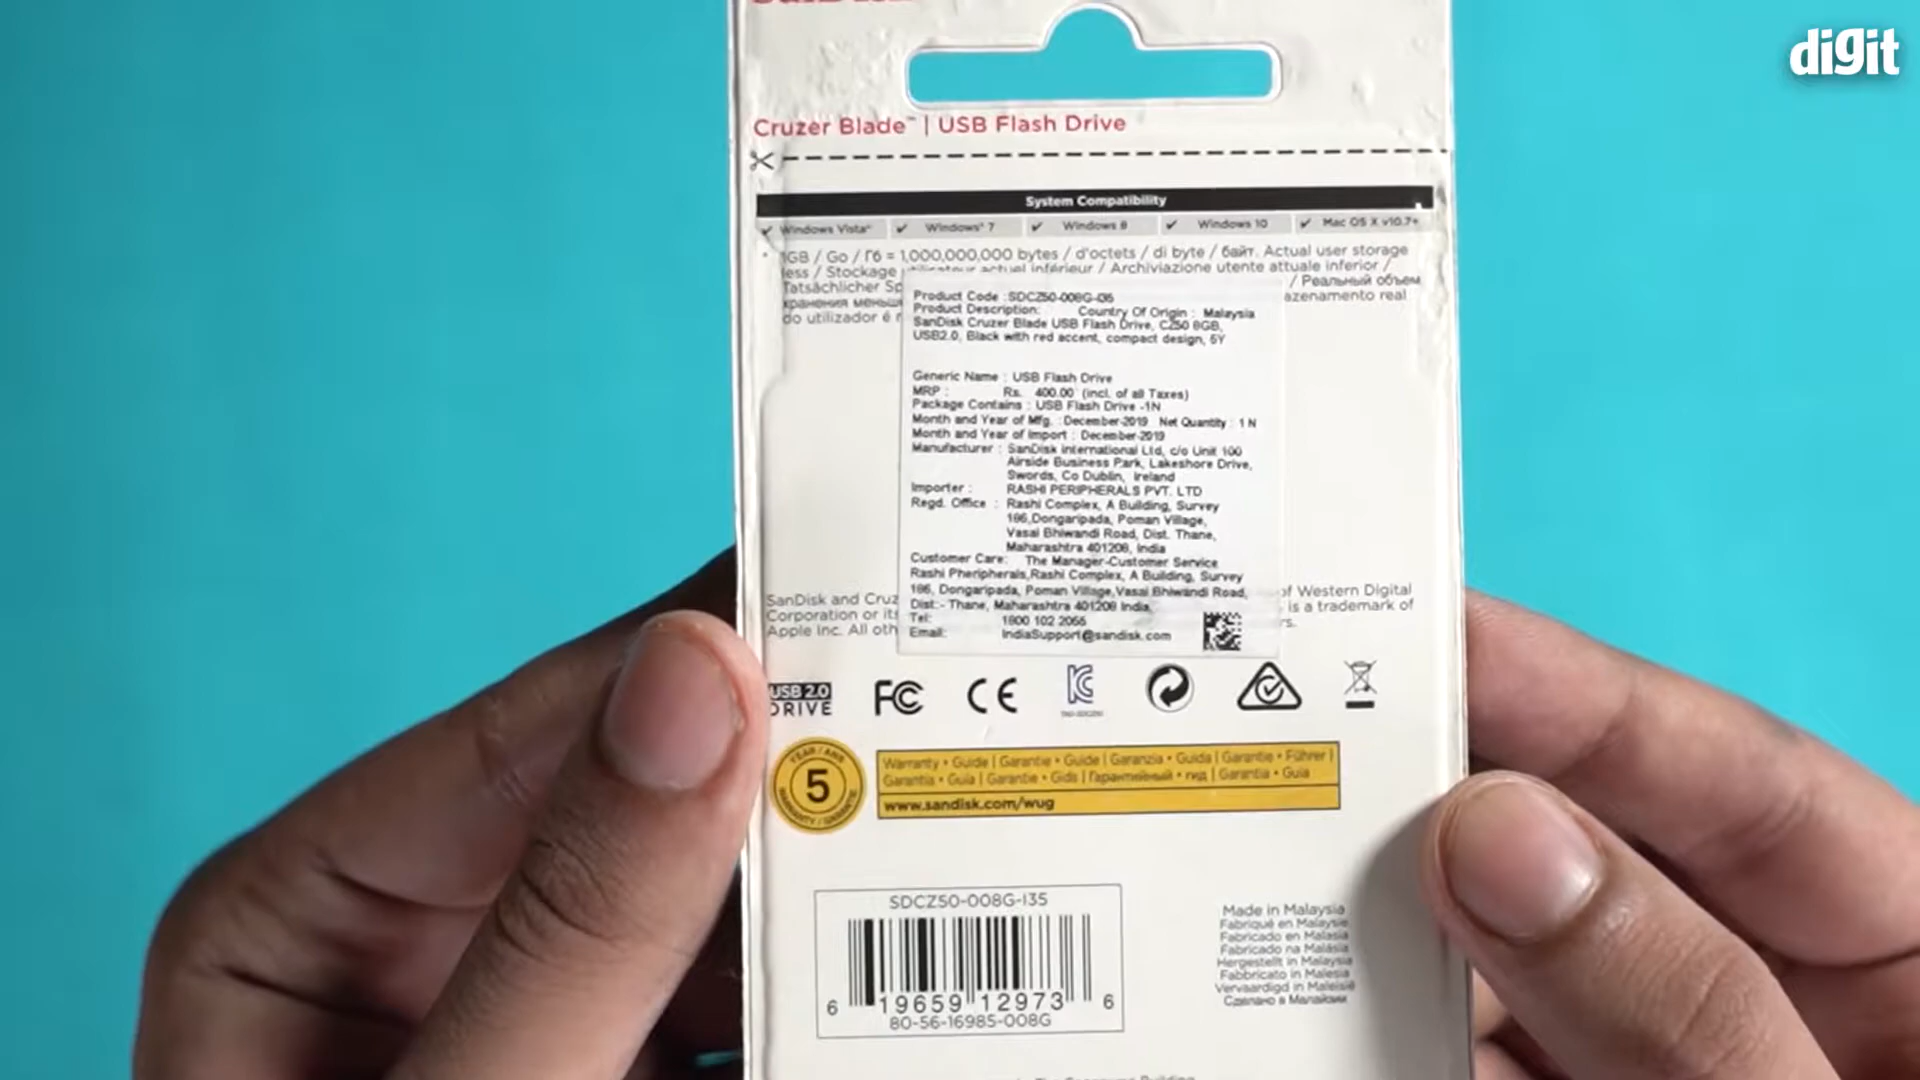 digit
Cruzer Blade™ | USB Flash Drive
System Compatibility
✓ Windows Vista® ✓ Windows® 7 ✓ Windows 8 ✓ Windows 10 ✓ Mac OS X v10.7+
1GB / Go / Гб = 1,000,000,000 bytes / d'octets / di byte / байт. Actual user storage
less / Stockage utilisateur actuel inférieur / Archiviazione utente attuale inferior /
Tatsächlicher Sp / Реальный объем
хранения меньш azenamento real
do utilizador é
Product Code : SDCZ50-008G-I35
Product Description: Country Of Origin : Malaysia
SanDisk Cruzer Blade USB Flash Drive, CZ50 8GB,
USB2.0, Black with red accent, compact design, 5Y
Generic Name : USB Flash Drive
MRP : Rs. 400.00 (incl. of all Taxes)
Package Contains : USB Flash Drive -1N
Month and Year of Mfg. : December-2019 Net Quantity : 1 N
Month and Year of Import : December-2019
Manufacturer : SanDisk International Ltd, c/o Unit 100
Airside Business Park, Lakeshore Drive,
Swords, Co Dublin, Ireland
Importer : RASHI PERIPHERALS PVT. LTD
Regd. Office : Rashi Complex, A Building, Survey
186,Dongaripada, Poman Village,
Vasai Bhiwandi Road, Dist. Thane,
Maharashtra 401208, India
Customer Care: The Manager-Customer Service
Rashi Pheripherals,Rashi Complex, A Building, Survey
186, Dongaripada, Poman Village,Vasai Bhiwandi Road,
Dist:- Thane, Maharashtra 401208 India,
Tel: 1800 102 2055
Email: IndiaSupport@sandisk.com
SanDisk and Cruz of Western Digital
Corporation or its is a trademark of
Apple Inc. All oth rs.
USB 2.0
DRIVE
FC CE
YEAR / ANS
5
WARRANTY / GARANTIE
Warranty • Guide | Garantie • Guide | Garanzia • Guida | Garantie • Führer |
Garantía • Guía | Garantie • Gids | Гарантийный • гид | Garantia • Guia
www.sandisk.com/wug
SDCZ50-008G-I35
6 19659 12973 6
80-56-16985-008G
Made in Malaysia
Fabriqué en Malaysie
Fabricado en Malasia
Fabricado na Malásia
Hergestellt in Malaysia
Fabbricato in Malesia
Vervaardigd in Maleisië
Сделано в Малайзии